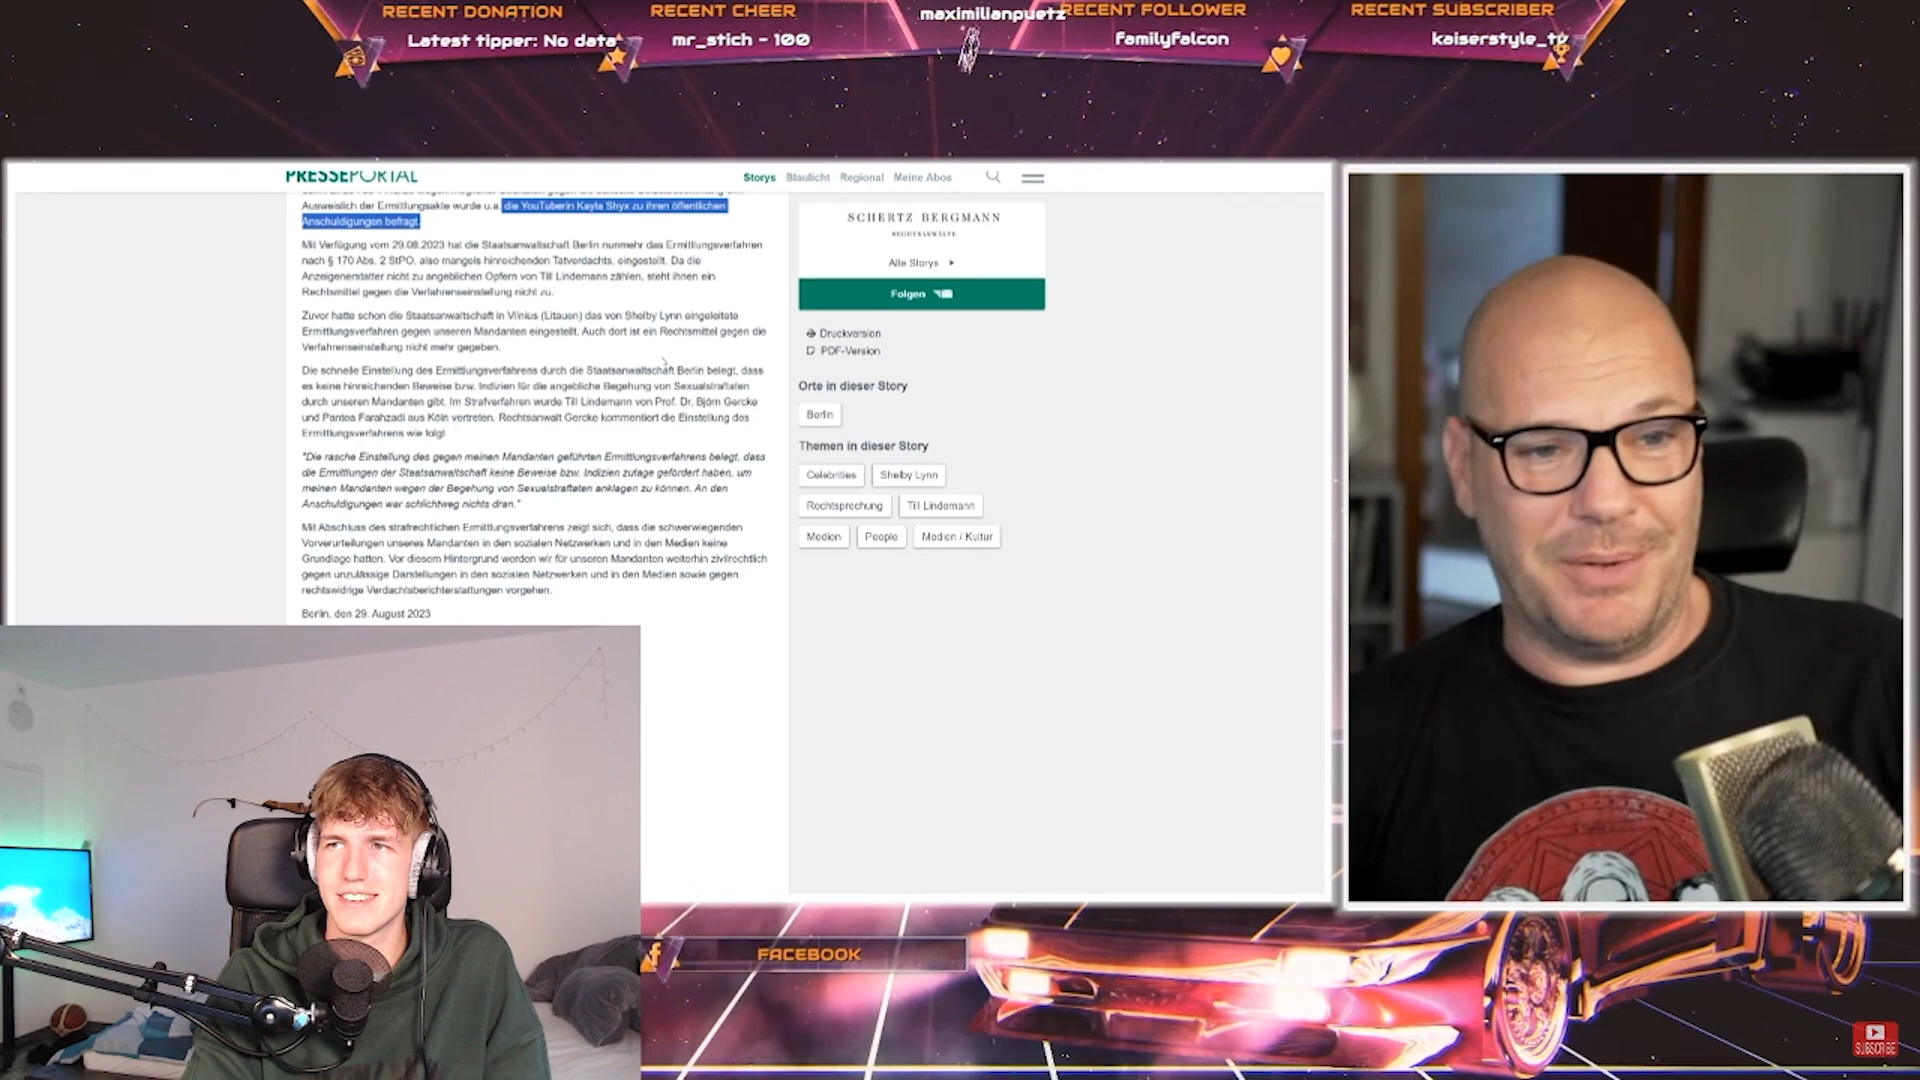 RECENT DONATION
RECENT CHEER
maximilianpuetz
RECENT FOLLOWER
RECENT SUBSCRIBER
Latest tipper: No data
mr_stich - 100
familyfalcon
kaiserstyle_tv
PRESSEPORTAL
Storys Blaulicht Regional Meine Abos
Ausweislich der Ermittlungsakte wurde u.a. die YouTuberin Kayla Shyx zu ihren öffentlichen
Anschuldigungen befragt.
Mit Verfügung vom 29.08.2023 hat die Staatsanwaltschaft Berlin nunmehr das Ermittlungsverfahren
nach § 170 Abs. 2 StPO, also mangels hinreichenden Tatverdachts, eingestellt. Da die
Anzeigenerstatter nicht zu angeblichen Opfern von Till Lindemann zählen, steht ihnen ein
Rechtsmittel gegen die Verfahrenseinstellung nicht zu.
Zuvor hatte schon die Staatsanwaltschaft in Vilnius (Litauen) das von Shelby Lynn eingeleitete
Ermittlungsverfahren gegen unseren Mandanten eingestellt. Auch dort ist ein Rechtsmittel gegen die
Verfahrenseinstellung nicht mehr gegeben.
Die schnelle Einstellung des Ermittlungsverfahrens durch die Staatsanwaltschaft Berlin belegt, dass
es keine hinreichenden Beweise bzw. Indizien für die angebliche Begehung von Sexualstraftaten
durch unseren Mandanten gibt. Im Strafverfahren wurde Till Lindemann von Prof. Dr. Björn Gercke
und Pantea Farahzadi aus Köln vertreten. Rechtsanwalt Gercke kommentiert die Einstellung des
Ermittlungsverfahrens wie folgt
"Die rasche Einstellung des gegen meinen Mandanten geführten Ermittlungsverfahrens belegt, dass
die Ermittlungen der Staatsanwaltschaft keine Beweise bzw. Indizien zutage gefördert haben, um
meinen Mandanten wegen der Begehung von Sexualstraftaten anklagen zu können. An den
Anschuldigungen war schlichtweg nichts dran."
Mit Abschluss des strafrechtlichen Ermittlungsverfahrens zeigt sich, dass die schwerwiegenden
Vorverurteilungen unseres Mandanten in den sozialen Netzwerken und in den Medien keine
Grundlage hatten. Vor diesem Hintergrund werden wir für unseren Mandanten weiterhin zivilrechtlich
gegen unzulässige Darstellungen in den sozialen Netzwerken und in den Medien sowie gegen
rechtswidrige Verdachtsberichterstattungen vorgehen.
Berlin, den 29. August 2023
SCHERTZ BERGMANN
RECHTSANWÄLTE
Alle Storys
Folgen
Druckversion
PDF-Version
Orte in dieser Story
Berlin
Themen in dieser Story
Celebrities Shelby Lynn
Rechtsprechung Till Lindemann
Medien People Medien / Kultur
FACEBOOK
SUBSCRIBE